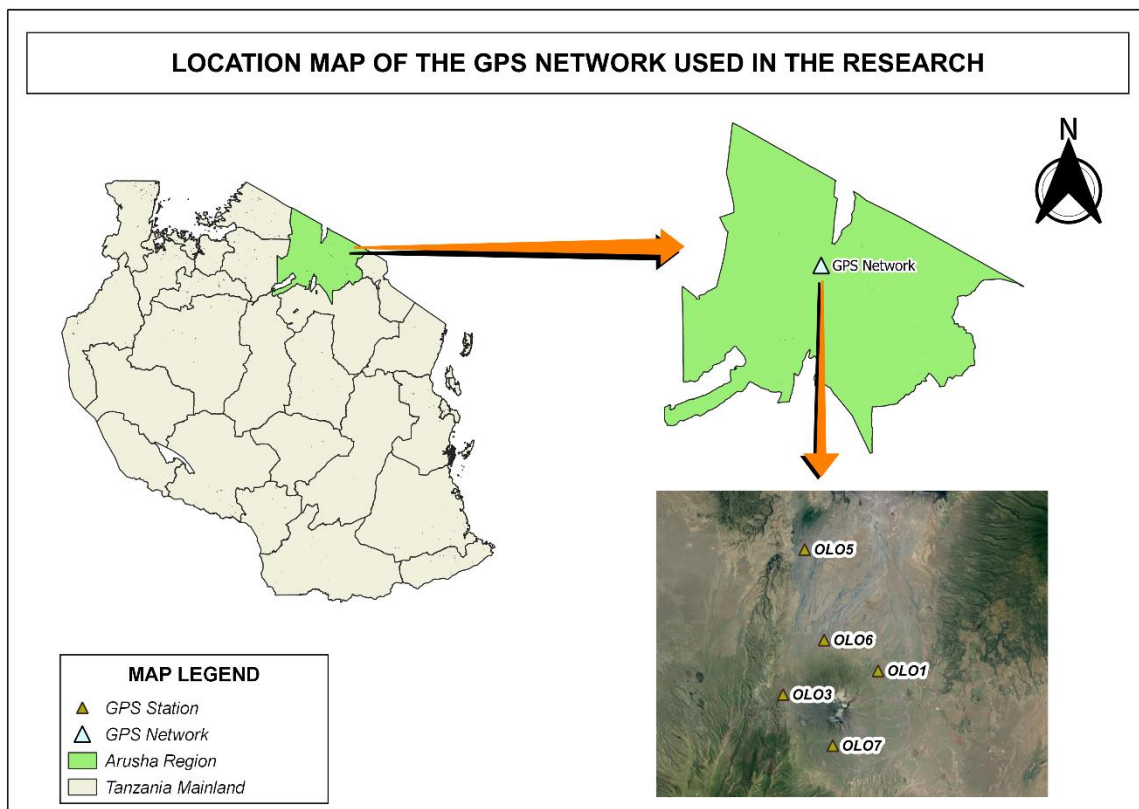 LOCATION MAP OF THE GPS NETWORK USED IN THE RESEARCH
N
GPS Network
OLO5
OLO6
OLO1
OLO3
OLO7
MAP LEGEND
GPS Station
GPS Network
Arusha Region
Tanzania Mainland